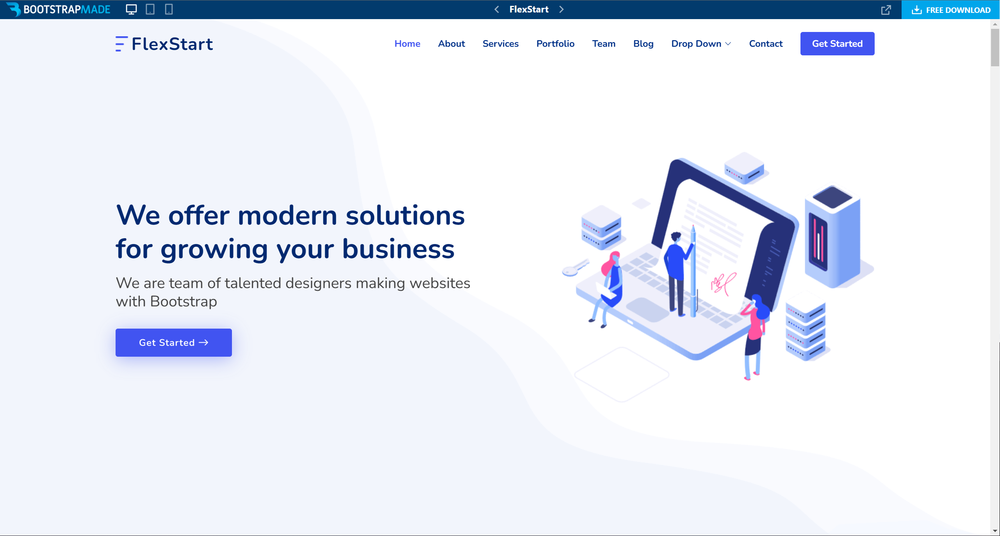 BOOTSTRAPMADE
FlexStart
FREE DOWNLOAD
FlexStart
Home About Services Portfolio Team Blog Drop Down Contact Get Started
We offer modern solutions
for growing your business
We are team of talented designers making websites
with Bootstrap
Get Started →